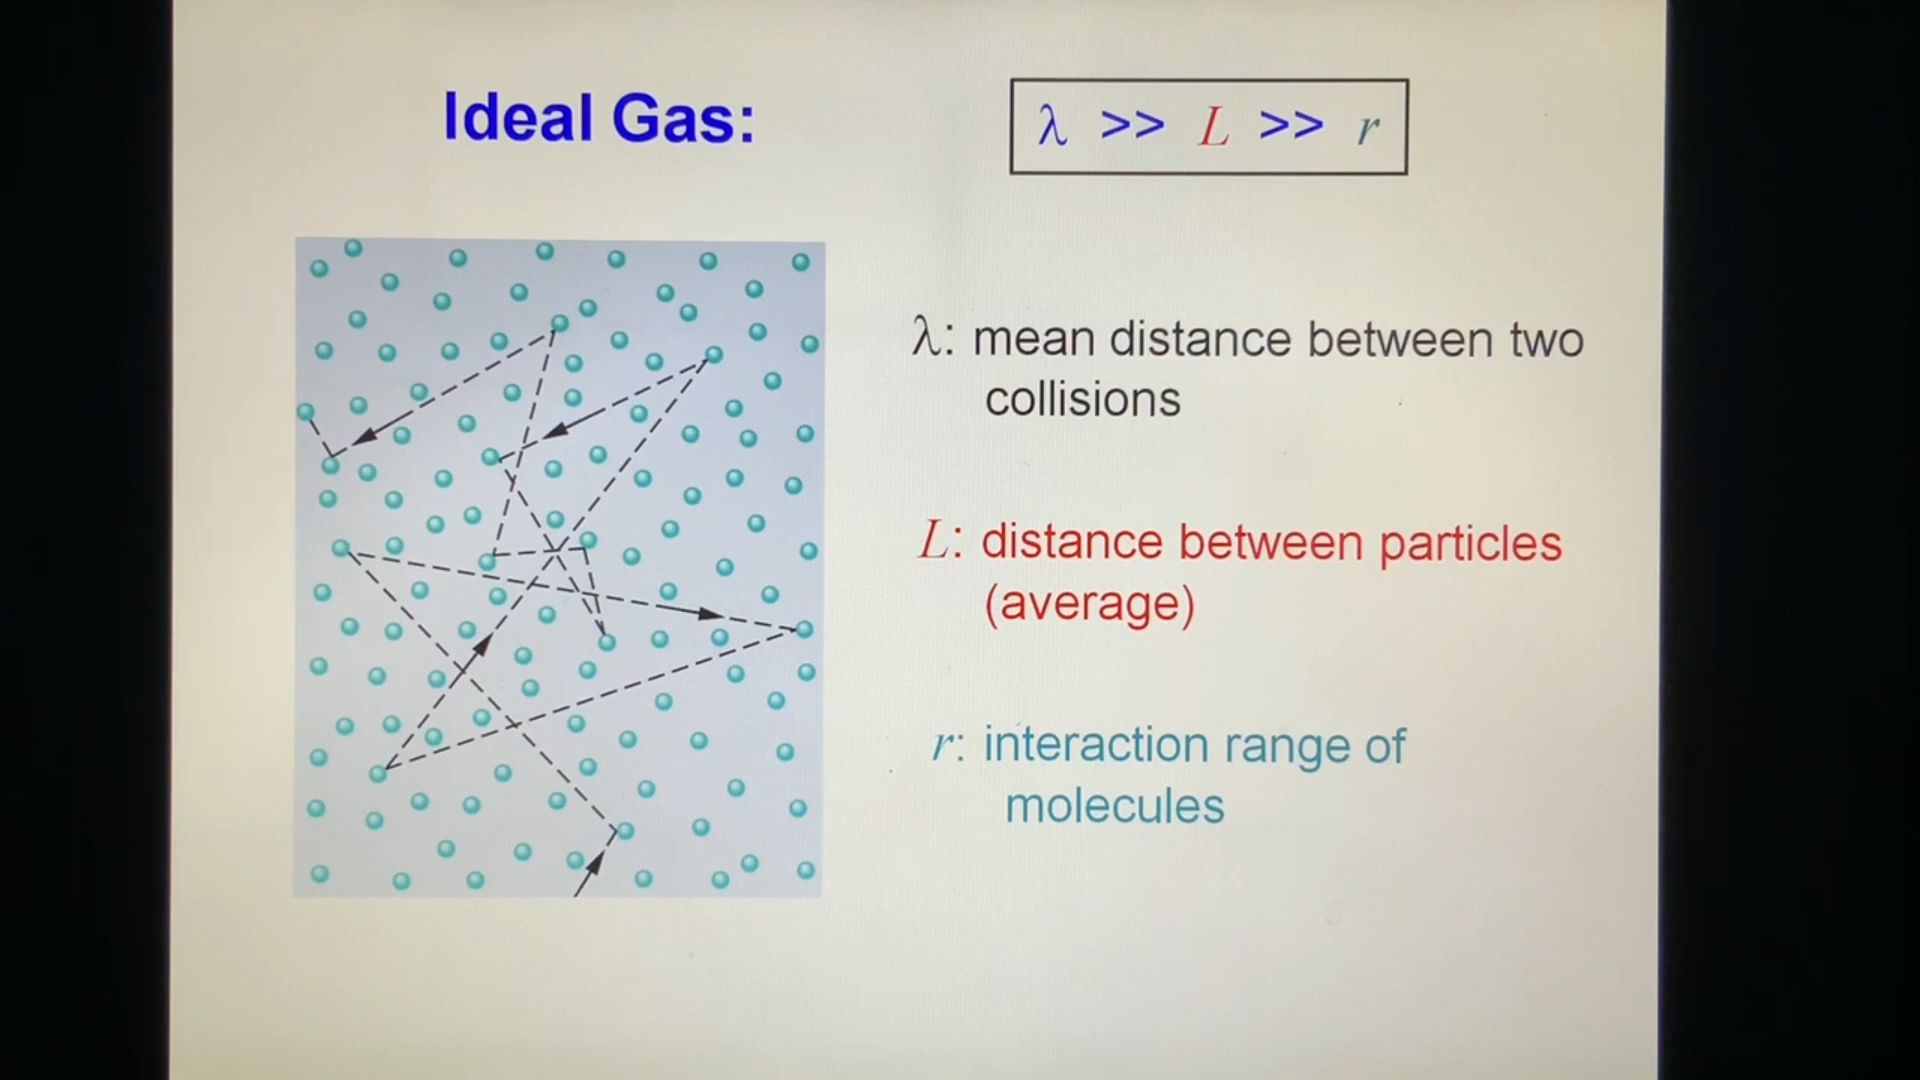 Ideal Gas:
λ >> L >> r
λ: mean distance between two
collisions
L: distance between particles
(average)
r: interaction range of
molecules